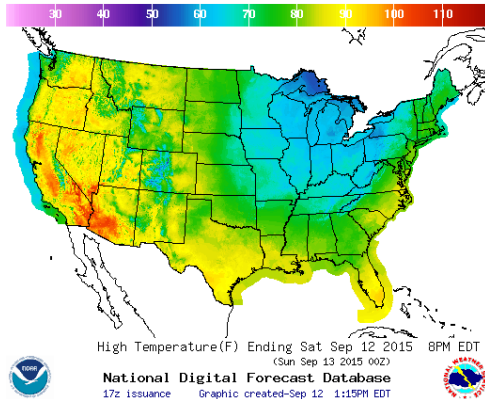 30 40 50 60 70 80 90 100 110
High Temperature(F) Ending Sat Sep 12 2015 8PM EDT
(Sun Sep 13 2015 00Z)
National Digital Forecast Database
17z issuance Graphic created-Sep 12 1:15PM EDT
NOAA